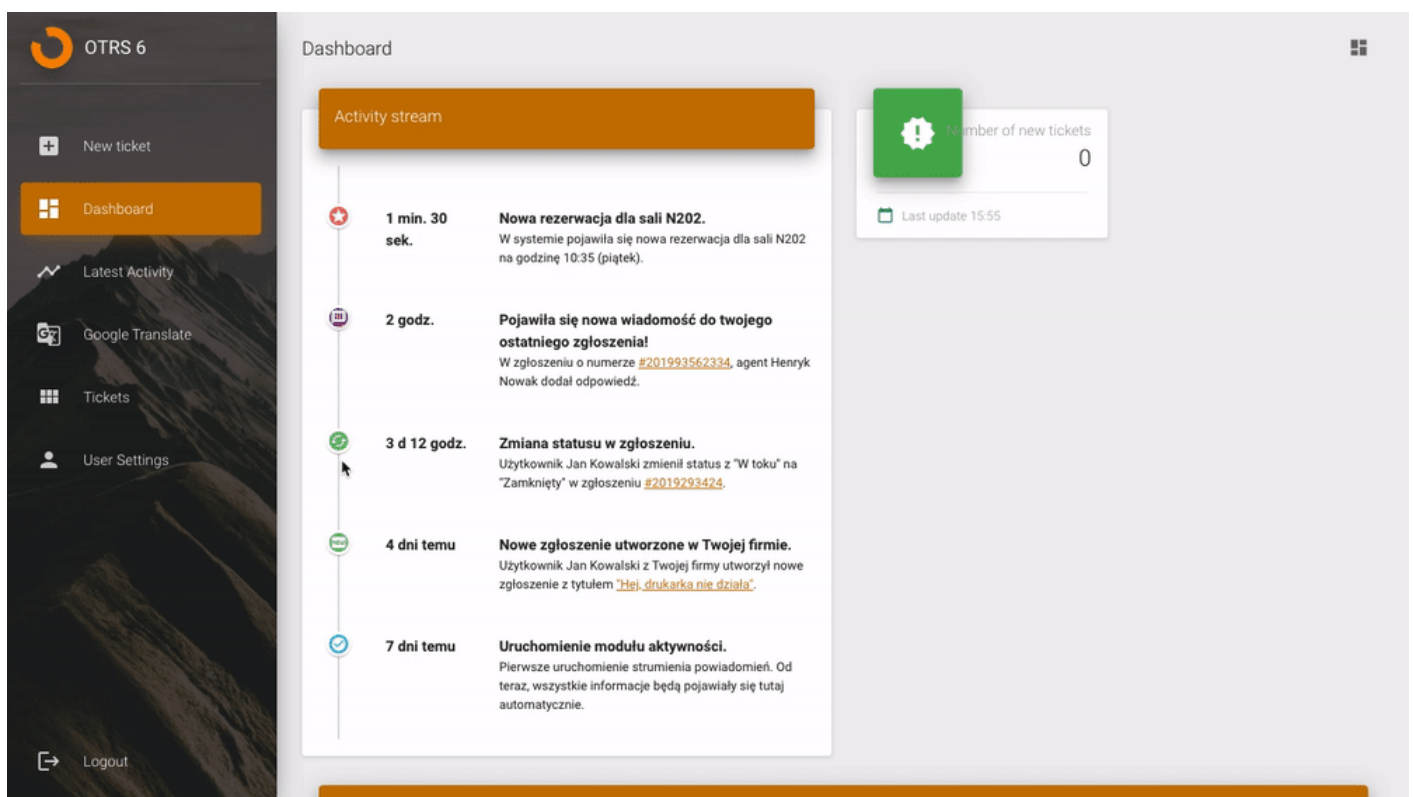 OTRS 6
New ticket
Dashboard
Latest Activity
Google Translate
Tickets
User Settings
Logout
Dashboard
Activity stream
1 min. 30
sek.
Nowa rezerwacja dla sali N202.
W systemie pojawiła się nowa rezerwacja dla sali N202
na godzinę 10:35 (piątek).
2 godz.
Pojawiła się nowa wiadomość do twojego
ostatniego zgłoszenia!
W zgłoszeniu o numerze #201993562334, agent Henryk
Nowak dodał odpowiedź.
3 d 12 godz.
Zmiana statusu w zgłoszeniu.
Użytkownik Jan Kowalski zmienił status z "W toku" na
"Zamknięty" w zgłoszeniu #2019293424.
4 dni temu
Nowe zgłoszenie utworzone w Twojej firmie.
Użytkownik Jan Kowalski z Twojej firmy utworzył nowe
zgłoszenie z tytułem "Hej, drukarka nie działa".
7 dni temu
Uruchomienie modułu aktywności.
Pierwsze uruchomienie strumienia powiadomień. Od
teraz, wszystkie informacje będą pojawiały się tutaj
automatycznie.
Number of new tickets
0
Last update 15:55